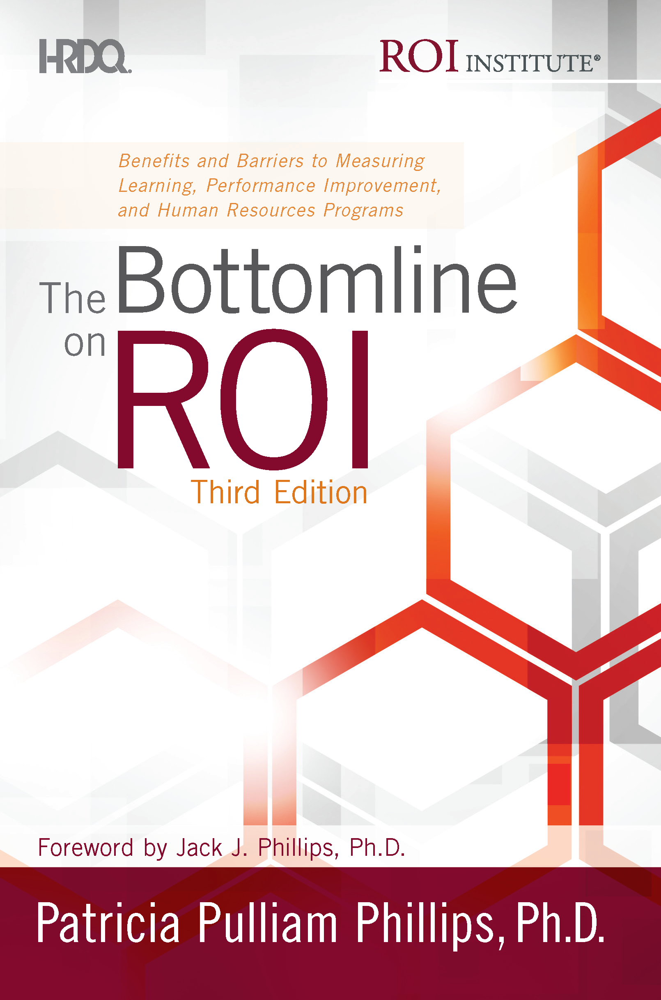 HRDQ®
ROI INSTITUTE®
Benefits and Barriers to Measuring
Learning, Performance Improvement,
and Human Resources Programs
The Bottomline
on ROI
Third Edition
Foreword by Jack J. Phillips, Ph.D.
Patricia Pulliam Phillips, Ph.D.